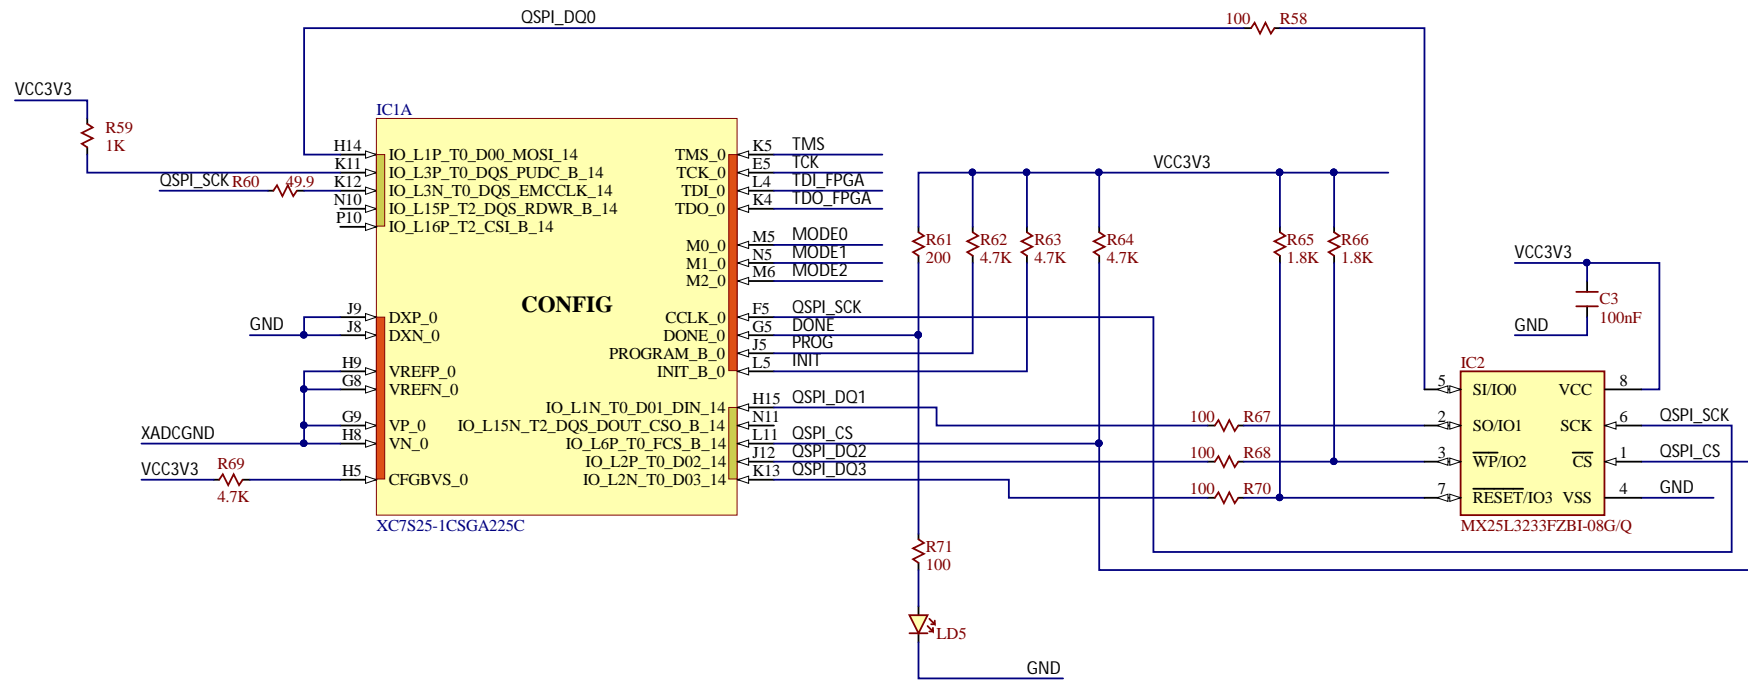 QSPI_DQ0
100 R58
VCC3V3
R59
1K
QSPI_SCK R60 49.9
IC1A
H14 IO_L1P_T0_D00_MOSI_14
K11 IO_L3P_T0_DQS_PUDC_B_14
K12 IO_L3N_T0_DQS_EMCCLK_14
N10 IO_L15P_T2_DQS_RDWR_B_14
P10 IO_L16P_T2_CSI_B_14
TMS_0 K5 TMS
TCK_0 E5 TCK
TDI_0 L4 TDI_FPGA
TDO_0 K4 TDO_FPGA
M0_0 M5 MODE0
M1_0 N5 MODE1
M2_0 M6 MODE2
CONFIG
GND
J9 DXP_0
J8 DXN_0
H9 VREFP_0
G8 VREFN_0
XADCGND
G9 VP_0
H8 VN_0
VCC3V3 R69
4.7K
H5 CFGBVS_0
CCLK_0 F5 QSPI_SCK
DONE_0 G5 DONE
PROGRAM_B_0 J5 PROG
INIT_B_0 L5 INIT
IO_L1N_T0_D01_DIN_14 H15 QSPI_DQ1
IO_L15N_T2_DQS_DOUT_CSO_B_14 N11
IO_L6P_T0_FCS_B_14 L11 QSPI_CS
IO_L2P_T0_D02_14 J12 QSPI_DQ2
IO_L2N_T0_D03_14 K13 QSPI_DQ3
XC7S25-1CSGA225C
VCC3V3
R61
200
R62
4.7K
R63
4.7K
R64
4.7K
R65
1.8K
R66
1.8K
100 R67
100 R68
100 R70
R71
100
LD5
GND
VCC3V3
C3
100nF
GND
IC2
5 SI/IO0 VCC 8
2 SO/IO1 SCK 6 QSPI_SCK
3 WP/IO2 CS 1 QSPI_CS
7 RESET/IO3 VSS 4 GND
MX25L3233FZBI-08G/Q